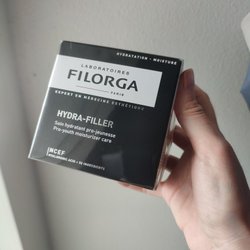 HYDRATATION - MOISTURE
LABORATOIRES
FILORGA
PARIS
EXPERT EN MÉDECINE ESTHÉTIQUE
HYDRA-FILLER
Soin hydratant pro-jeunesse
Pro-youth moisturizer care
NCEF